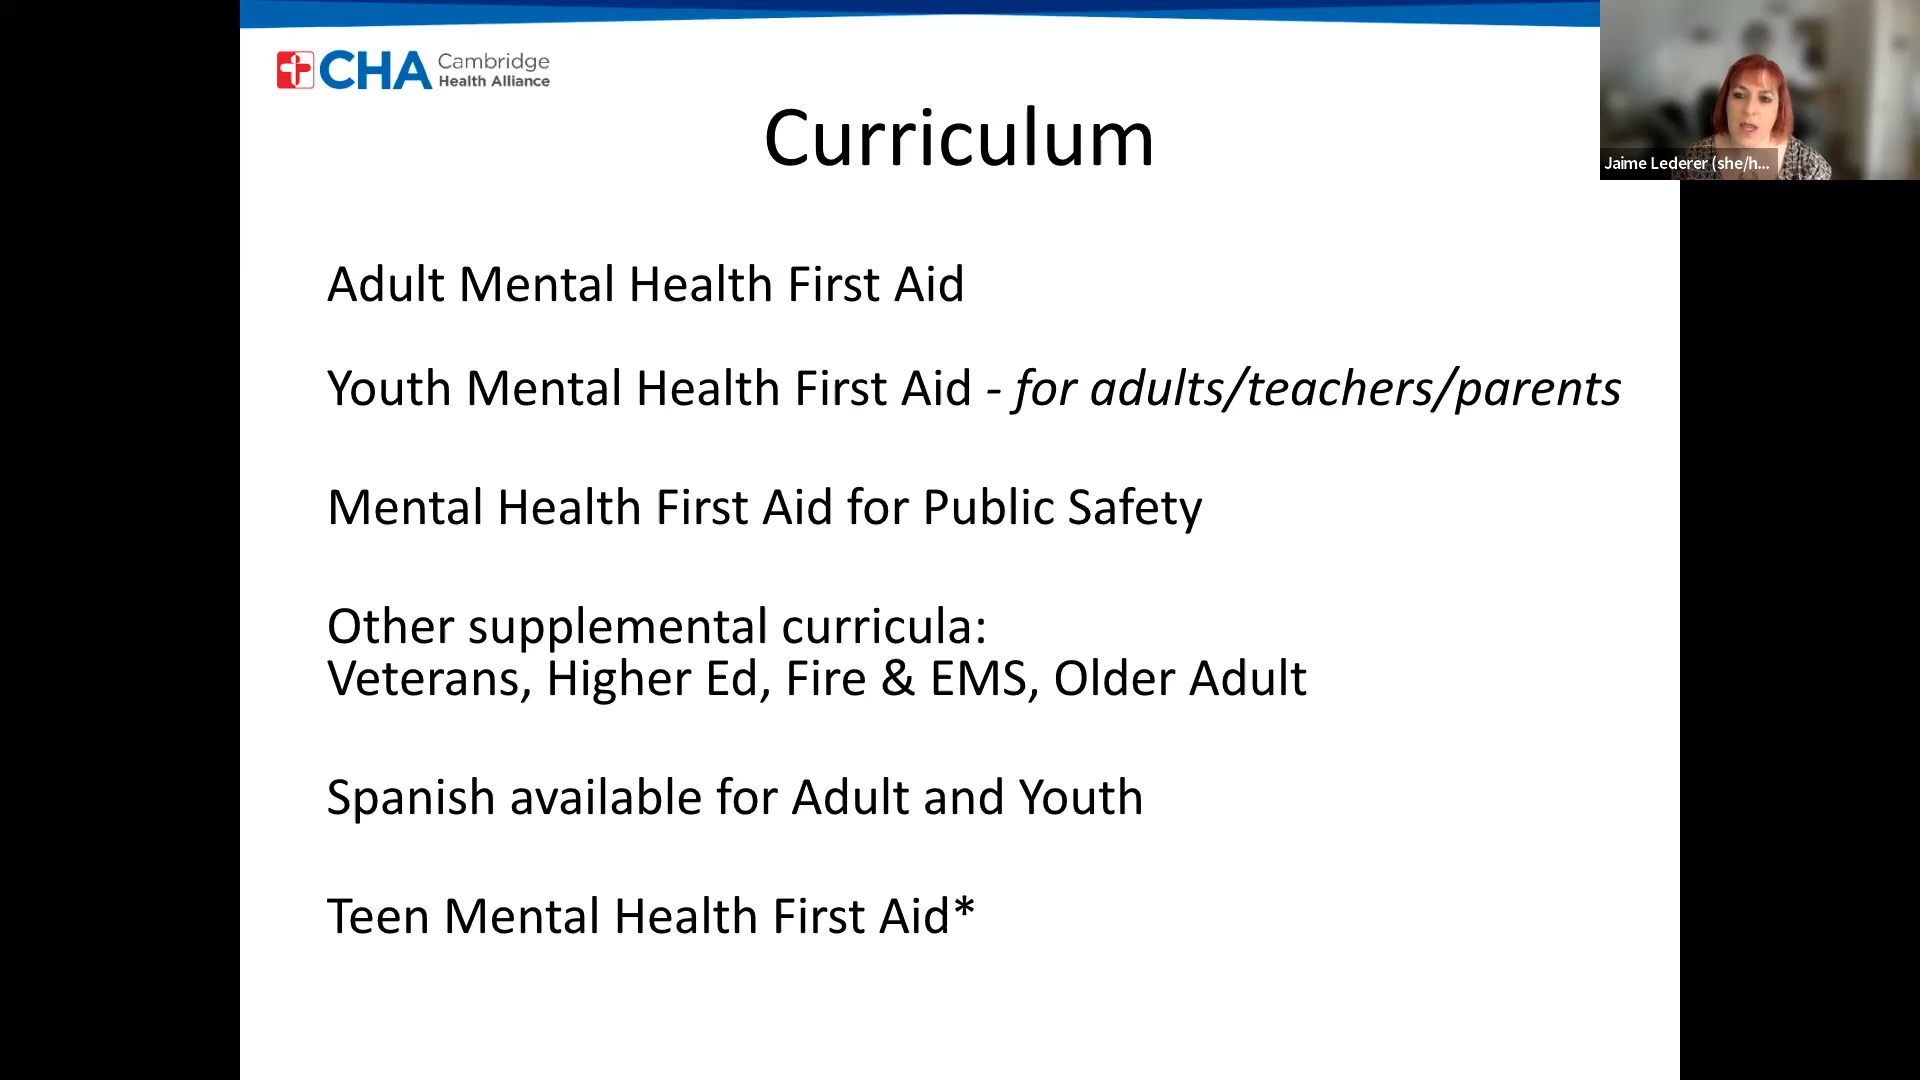 CHA Cambridge
Health Alliance
Jaime Lederer (she/h...
Curriculum
Adult Mental Health First Aid
Youth Mental Health First Aid - for adults/teachers/parents
Mental Health First Aid for Public Safety
Other supplemental curricula:
Veterans, Higher Ed, Fire & EMS, Older Adult
Spanish available for Adult and Youth
Teen Mental Health First Aid*